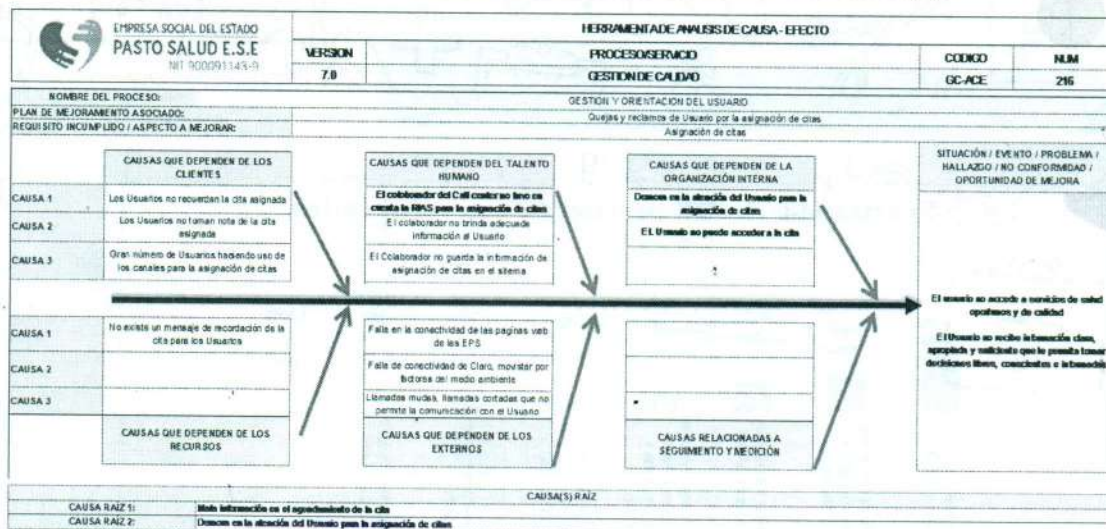 EMPRESA SOCIAL DEL ESTADO
PASTO SALUD E.S.E
NIT 900091143-9
HERRAMIENTA DE ANALISIS DE CAUSA - EFECTO
VERSION
PROCESO/SERVICIO
CODIGO
NUM
7.0
GESTION DE CALIDAD
GC-ACE
216
NOMBRE DEL PROCESO:
GESTION Y ORIENTACION DEL USUARIO
PLAN DE MEJORAMIENTO ASOCIADO:
Quejas y reclamos de Usuario por la asignación de citas
REQUISITO INCUMPLIDO / ASPECTO A MEJORAR:
Asignación de citas
CAUSAS QUE DEPENDEN DE LOS
CLIENTES
CAUSAS QUE DEPENDEN DEL TALENTO
HUMANO
CAUSAS QUE DEPENDEN DE LA
ORGANIZACIÓN INTERNA
SITUACIÓN / EVENTO / PROBLEMA /
HALLAZGO / NO CONFORMIDAD /
OPORTUNIDAD DE MEJORA
CAUSA 1
Los Usuarios no recuerdan la cita asignada
El colaborador del Call center no tuvo en
cuenta la RIAS para la asignación de citas
Demora en la atención del Usuario para la
asignación de citas
CAUSA 2
Los Usuarios no toman nota de la cita
asignada
El colaborador no brinda adecuada
información al Usuario
EL Usuario no puede acceder a la cita
CAUSA 3
Gran número de Usuarios haciendo uso de
los canales para la asignación de citas
El Colaborador no guarda la información de
asignación de citas en el sitema
El usuario no accede a servicios de salud
oportunos y de calidad
El Usuario no recibe información clara,
apropiada y suficiente que le permita tomar
decisiones libres, conscientes e informadas
CAUSA 1
No existe un mensaje de recordación de la
cita para los Usuarios
Falla en la conectividad de las paginas web
de las EPS
CAUSA 2
Falla de conectividad de Claro, movistar por
factores del medio ambiente
CAUSA 3
Llamadas mudas, llamadas cortadas que no
permite la comunicación con el Usuario
CAUSAS QUE DEPENDEN DE LOS
RECURSOS
CAUSAS QUE DEPENDEN DE LOS
EXTERNOS
CAUSAS RELACIONADAS A
SEGUIMIENTO Y MEDICIÓN
CAUSA(S) RAÍZ
CAUSA RAÍZ 1:
Mala información en el agendamiento de la cita
CAUSA RAÍZ 2:
Demora en la atención del Usuario para la asignación de citas